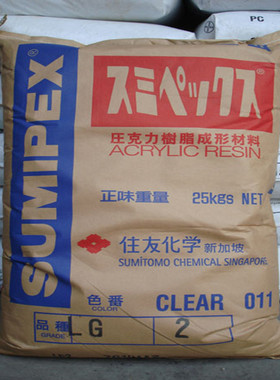 PC
SUMIPEX
スミペックス®
圧克力樹脂成形材料
ACRYLIC RESIN
正味重量 25kgs NET
住友化学 新加坡
SUMITOMO CHEMICAL SINGAPORE
色番 COLOR CLEAR 011
品種 GRADE LG 2